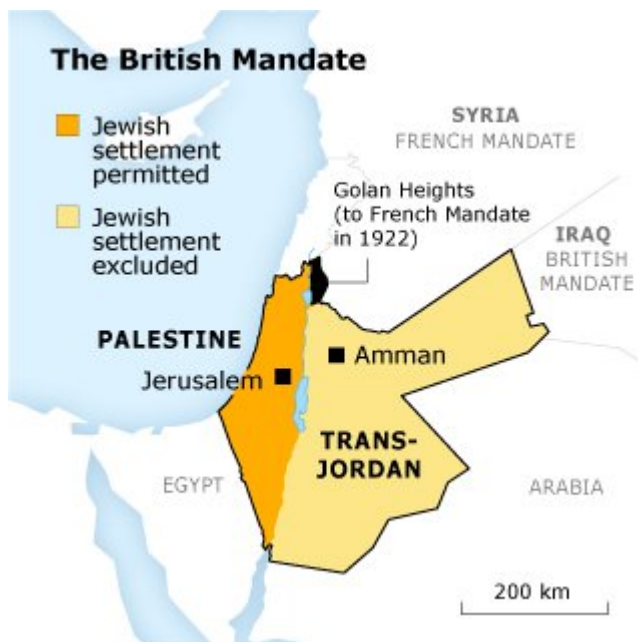 The British Mandate
Jewish
settlement
permitted
Jewish
settlement
excluded
SYRIA
FRENCH MANDATE
Golan Heights
(to French Mandate
in 1922)
IRAQ
BRITISH
MANDATE
PALESTINE
Jerusalem
Amman
TRANS-
JORDAN
EGYPT
ARABIA
200 km